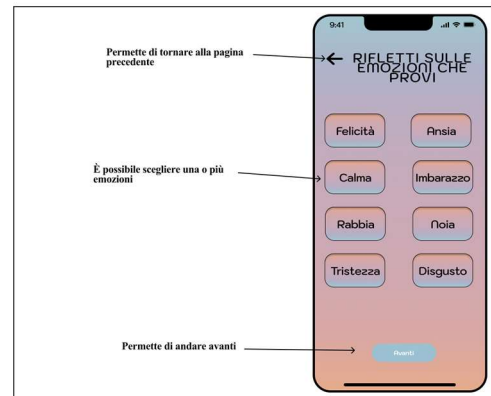 9:41
Permette di tornare alla pagina
precedente
RIFLETTI SULLE
EMOZIONI CHE
PROVI
Felicità
Ansia
È possibile scegliere una o più
emozioni
Calma
Imbarazzo
Rabbia
Noia
Tristezza
Disgusto
Permette di andare avanti
Avanti